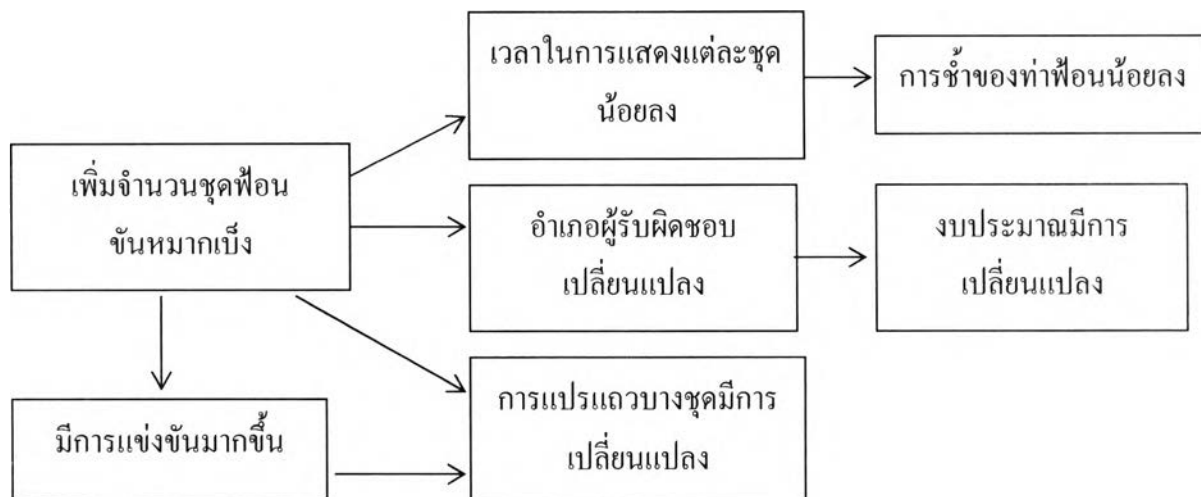 เวลาในการแสดงแต่ละชุด
น้อยลง
การซ้ำของท่าฟ้อนน้อยลง
เพิ่มจำนวนชุดฟ้อน
ขันหมากเบ็ง
อำเภอผู้รับผิดชอบ
เปลี่ยนแปลง
งบประมาณมีการ
เปลี่ยนแปลง
มีการแข่งขันมากขึ้น
การแปรแถวบางชุดมีการ
เปลี่ยนแปลง